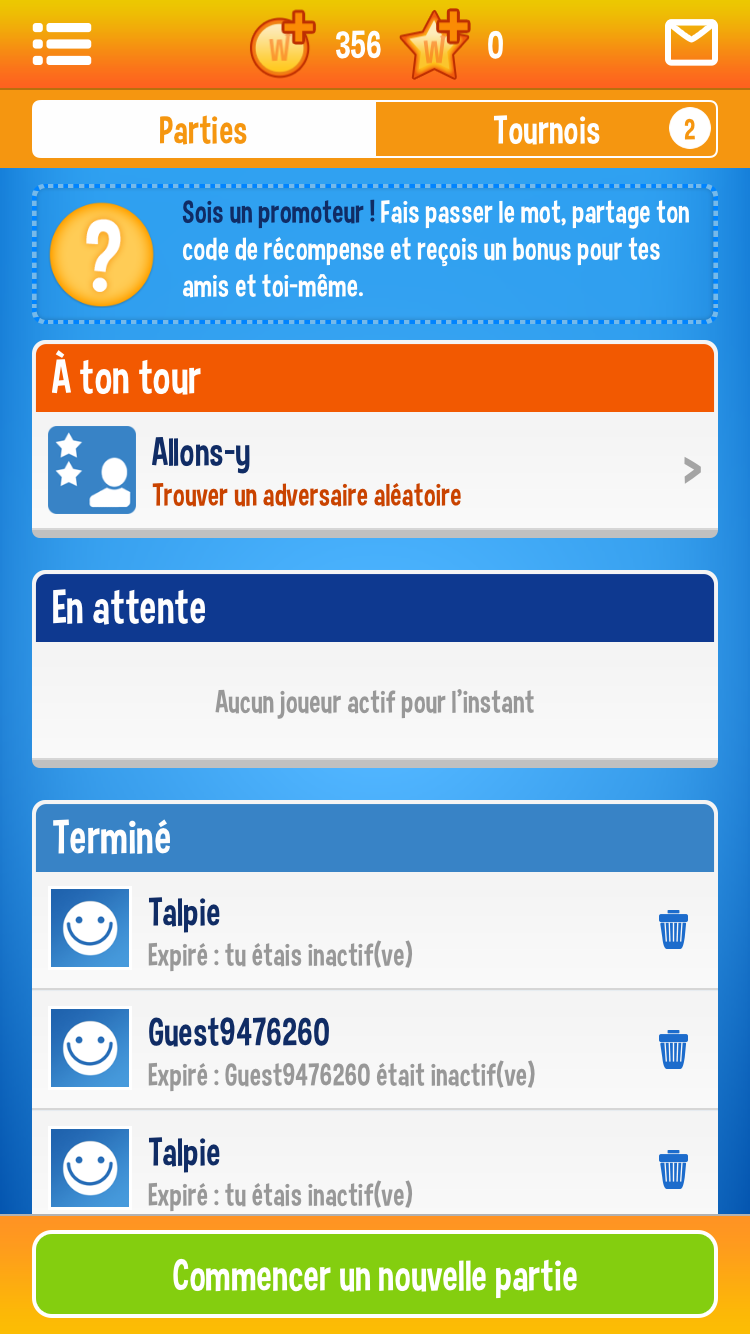 W 356 W 0
Parties Tournois 2
Sois un promoteur ! Fais passer le mot, partage ton
code de récompense et reçois un bonus pour tes
amis et toi-même.
?
À ton tour
Allons-y
Trouver un adversaire aléatoire
En attente
Aucun joueur actif pour l'instant
Terminé
Talpie
Expiré : tu étais inactif(ve)
Guest9476260
Expiré : Guest9476260 était inactif(ve)
Talpie
Expiré : tu étais inactif(ve)
Commencer un nouvelle partie